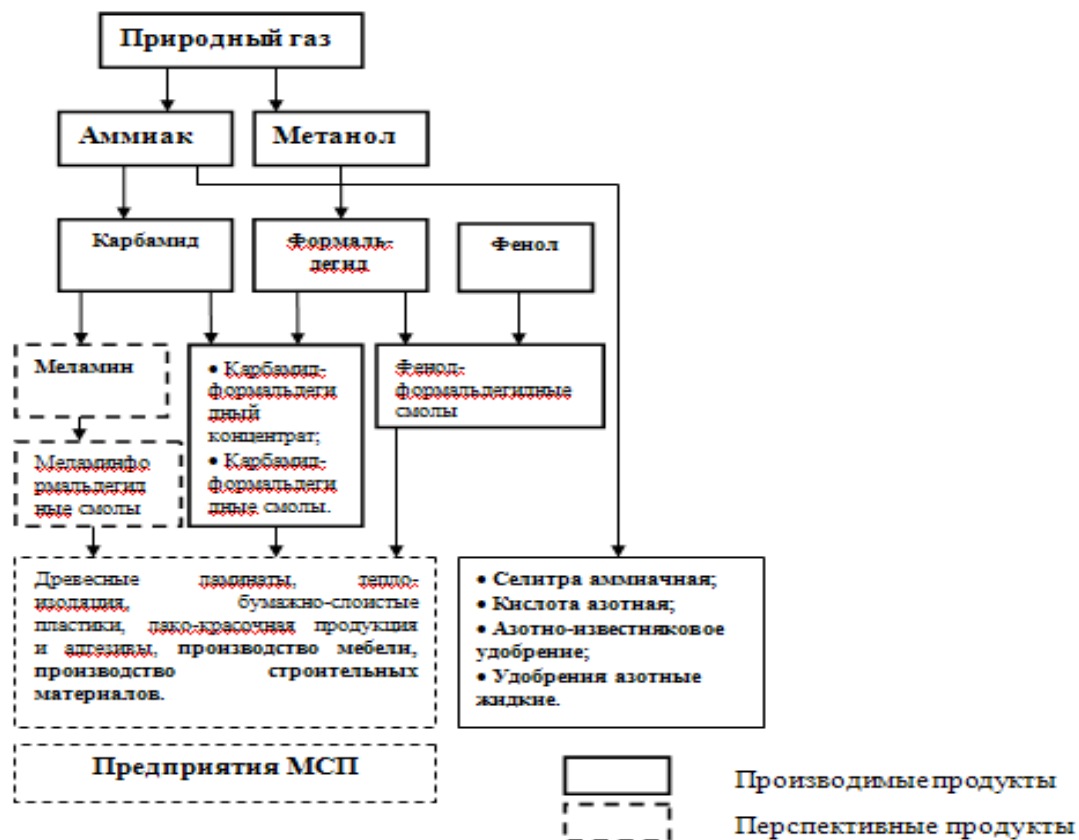 Природный газ
Аммиак
Метанол
Карбамид
Формаль-
дегид
Фенол
Меламин
• Карбамид-
формальдеги
дный
концентрат;
• Карбамид-
формальдеги
дные смолы.
Фенол-
формальдегидные
смолы
Меламинфо
рмальдегид
ные смолы
Древесные ламинаты, тепло-
изоляция, бумажно-слоистые
пластики, лако-красочная продукция
и адгезивы, производство мебели,
производство строительных
материалов.
• Селитра аммиачная;
• Кислота азотная;
• Азотно-известняковое
удобрение;
• Удобрения азотные
жидкие.
Предприятия МСП
Производимые продукты
Перспективные продукты